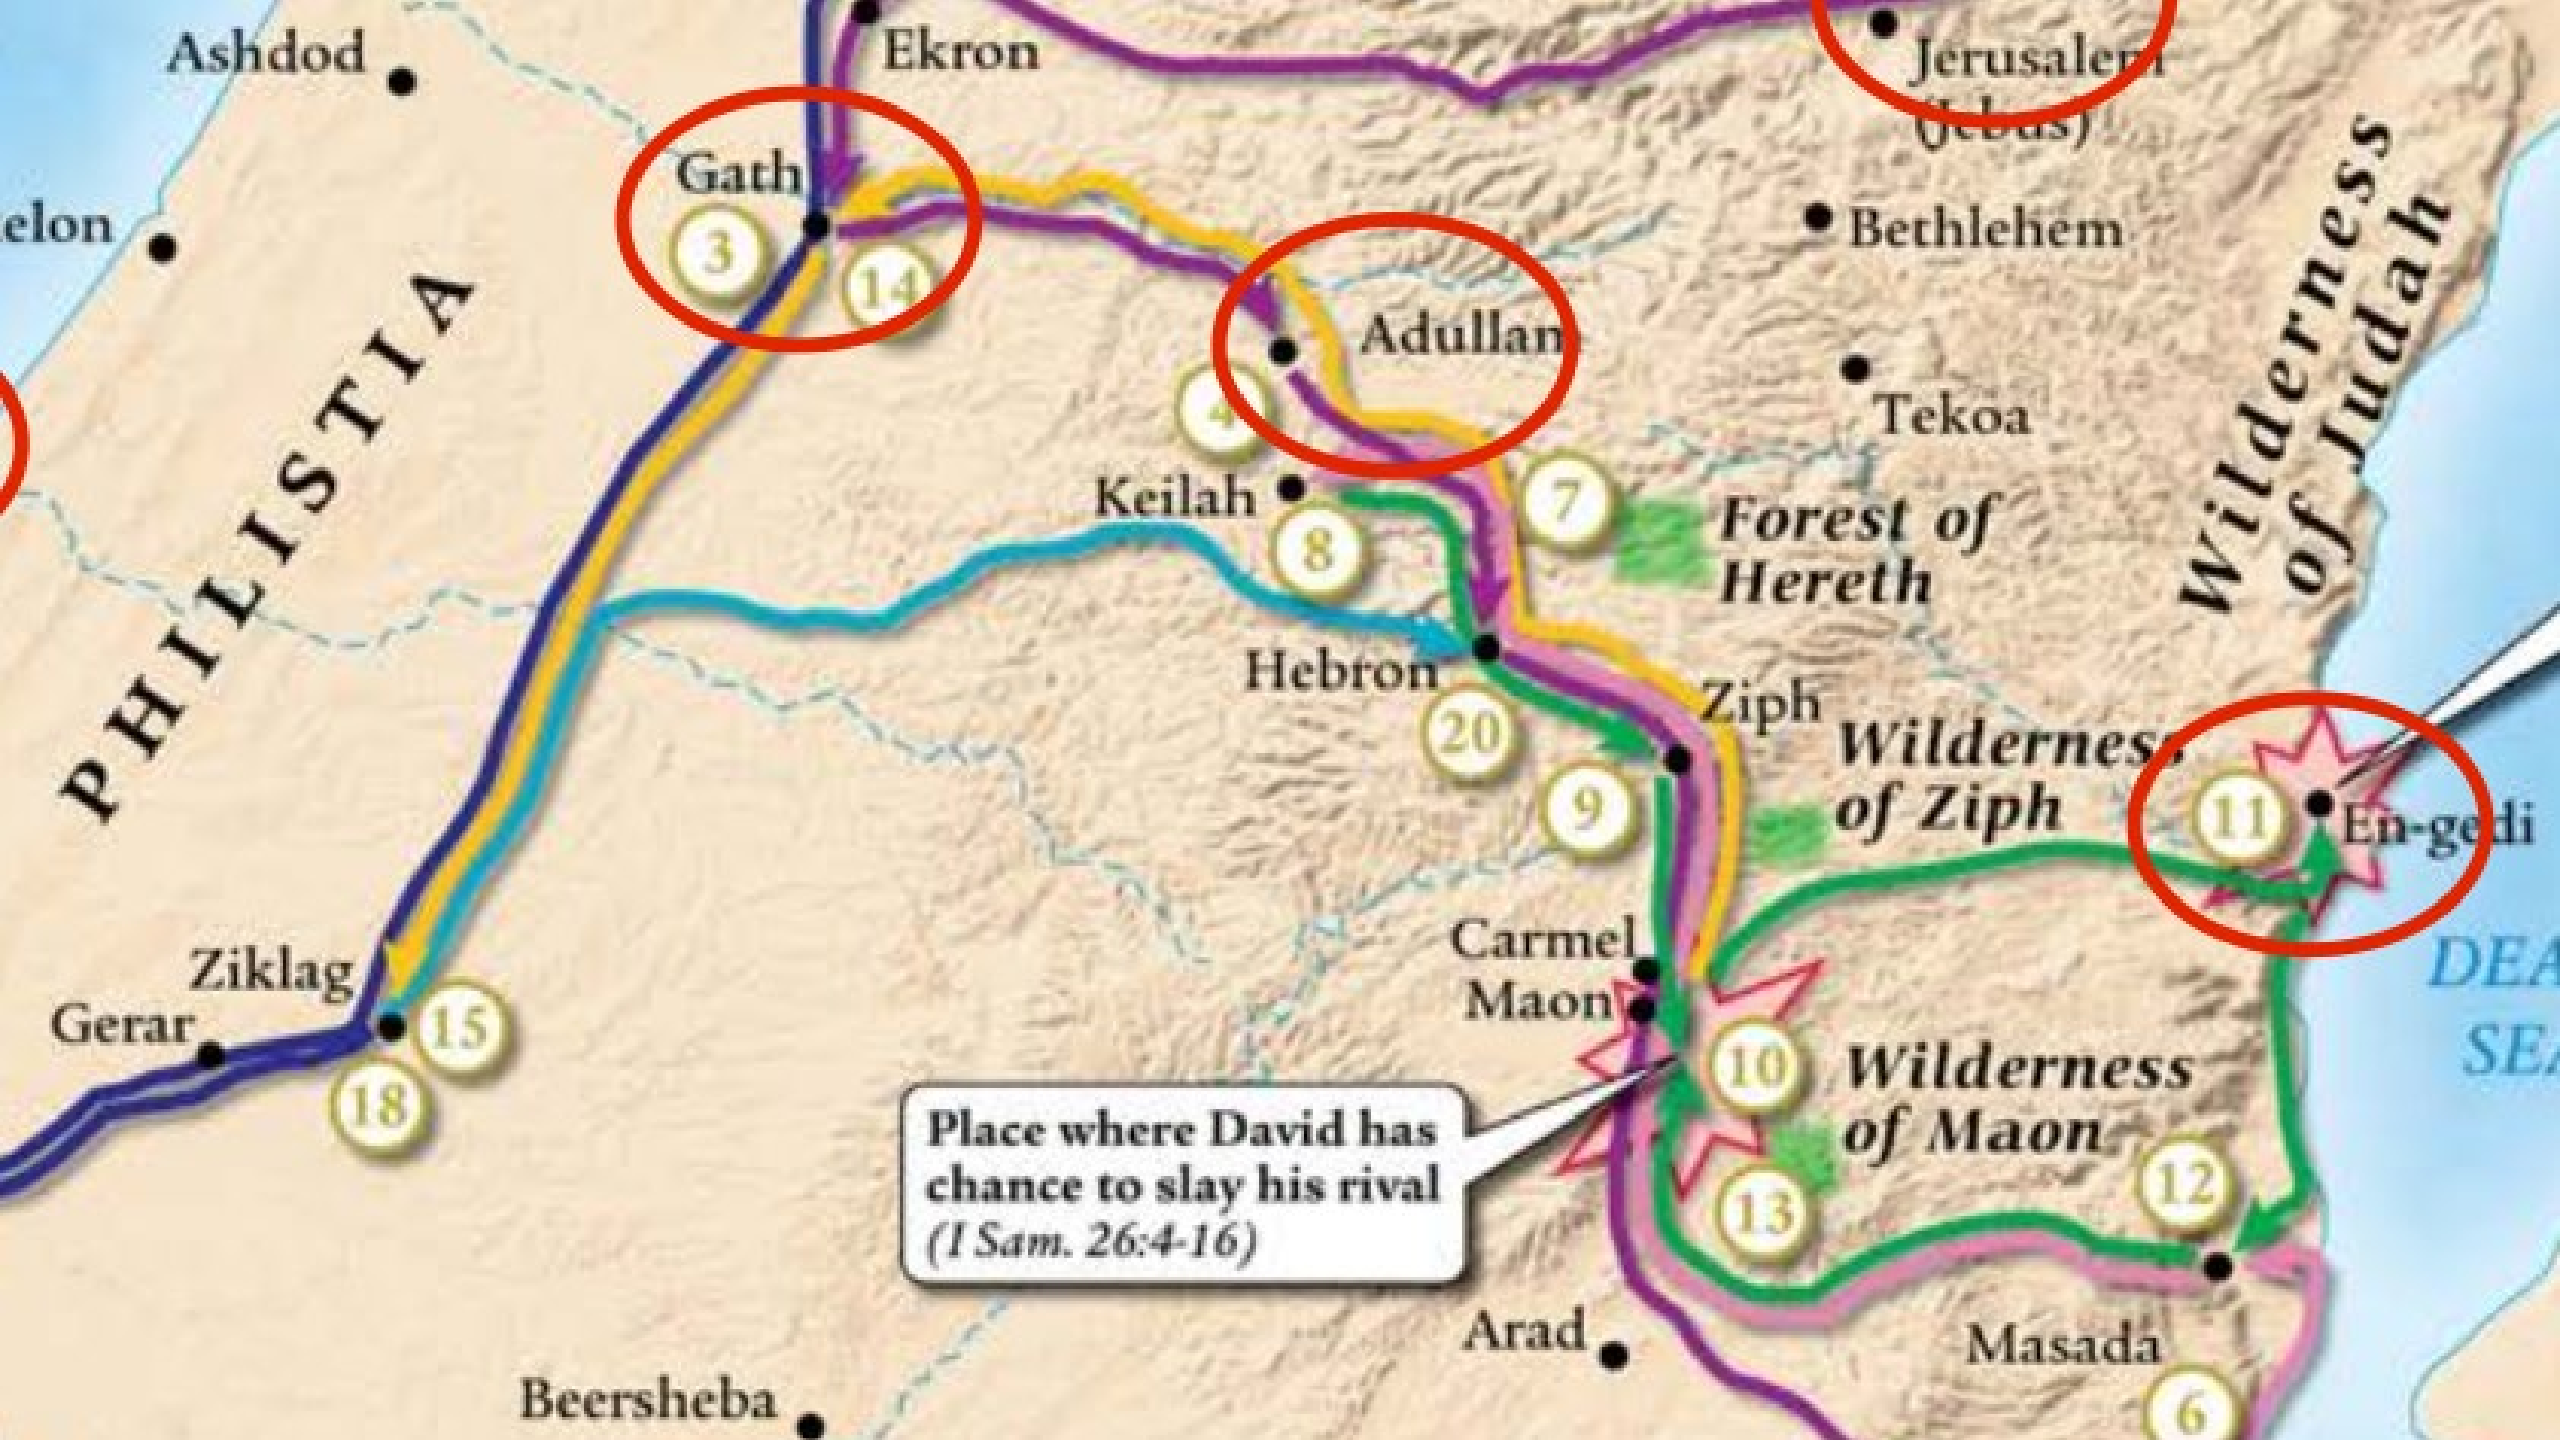 Ashdod
Ekron
Jerusalem
(Jebus)
Gath
3
14
elon
Bethlehem
Wilderness
of Judah
PHILISTIA
Adullam
4
Tekoa
Keilah
8
7
Forest of
Hereth
Hebron
20
Ziph
Wilderness
of Ziph
9
11
En-gedi
Carmel
Maon
DEA
SEA
Ziklag
Gerar
15
18
10
Wilderness
of Maon
Place where David has
chance to slay his rival
(I Sam. 26:4-16)
12
13
Arad
Masada
6
Beersheba